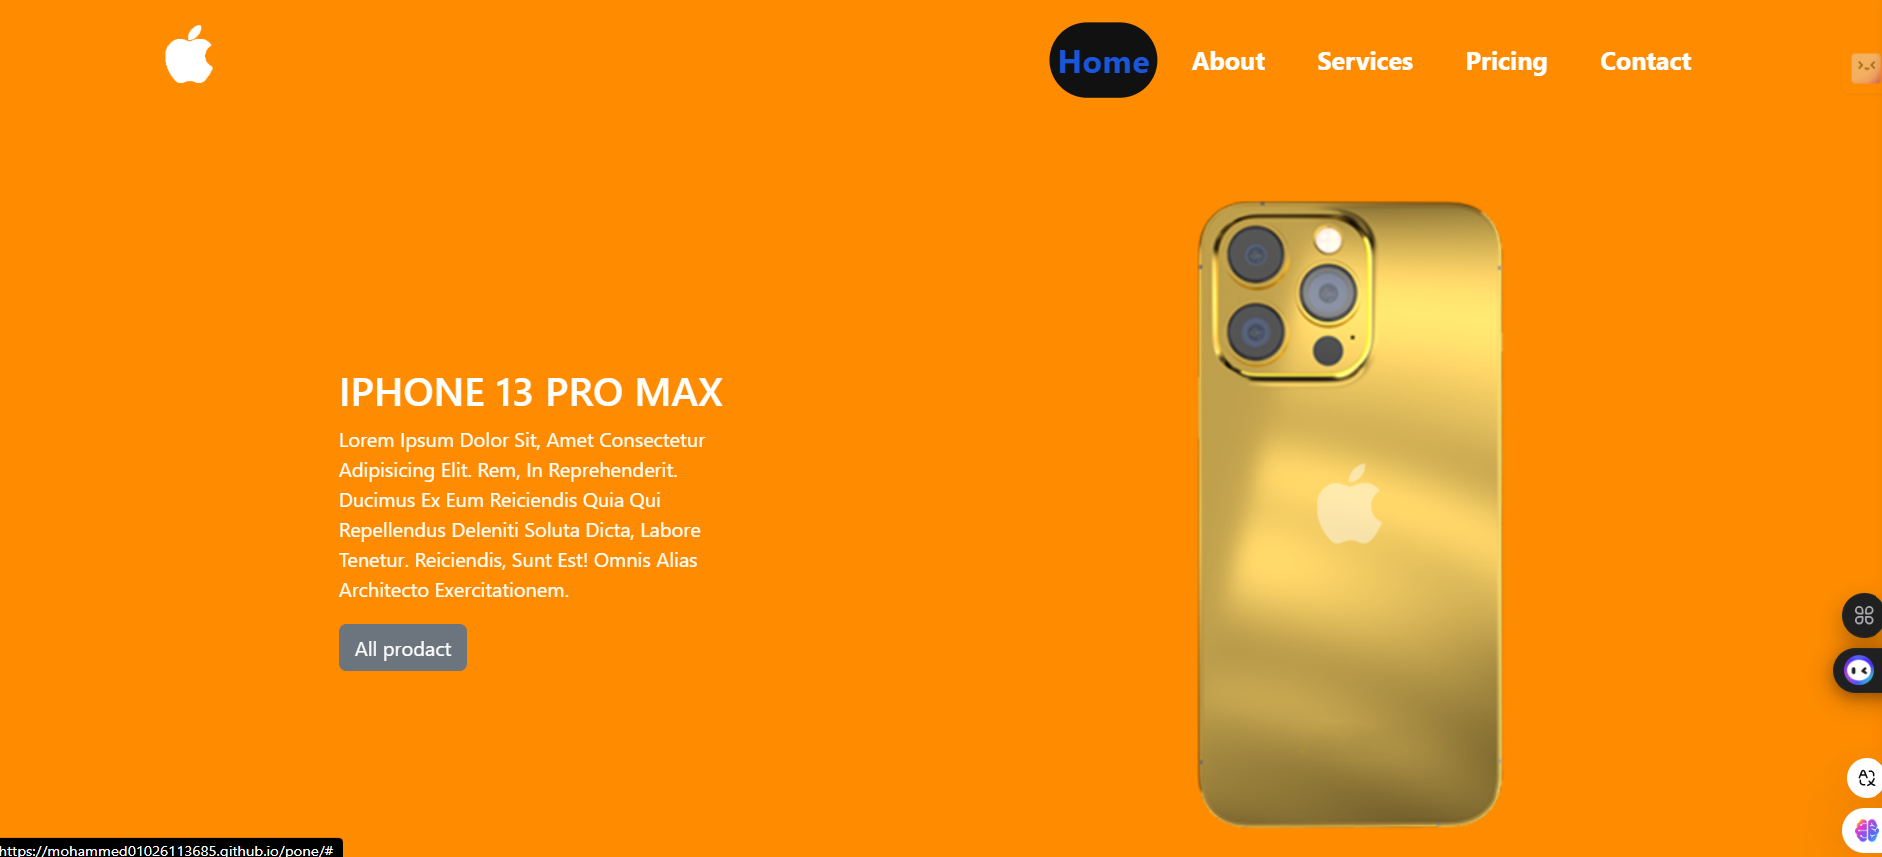 Home About Services Pricing Contact
IPHONE 13 PRO MAX
Lorem Ipsum Dolor Sit, Amet Consectetur
Adipisicing Elit. Rem, In Reprehenderit.
Ducimus Ex Eum Reiciendis Quia Qui
Repellendus Deleniti Soluta Dicta, Labore
Tenetur. Reiciendis, Sunt Est! Omnis Alias
Architecto Exercitationem.
All prodact
https://mohammed01026113685.github.io/pone/#